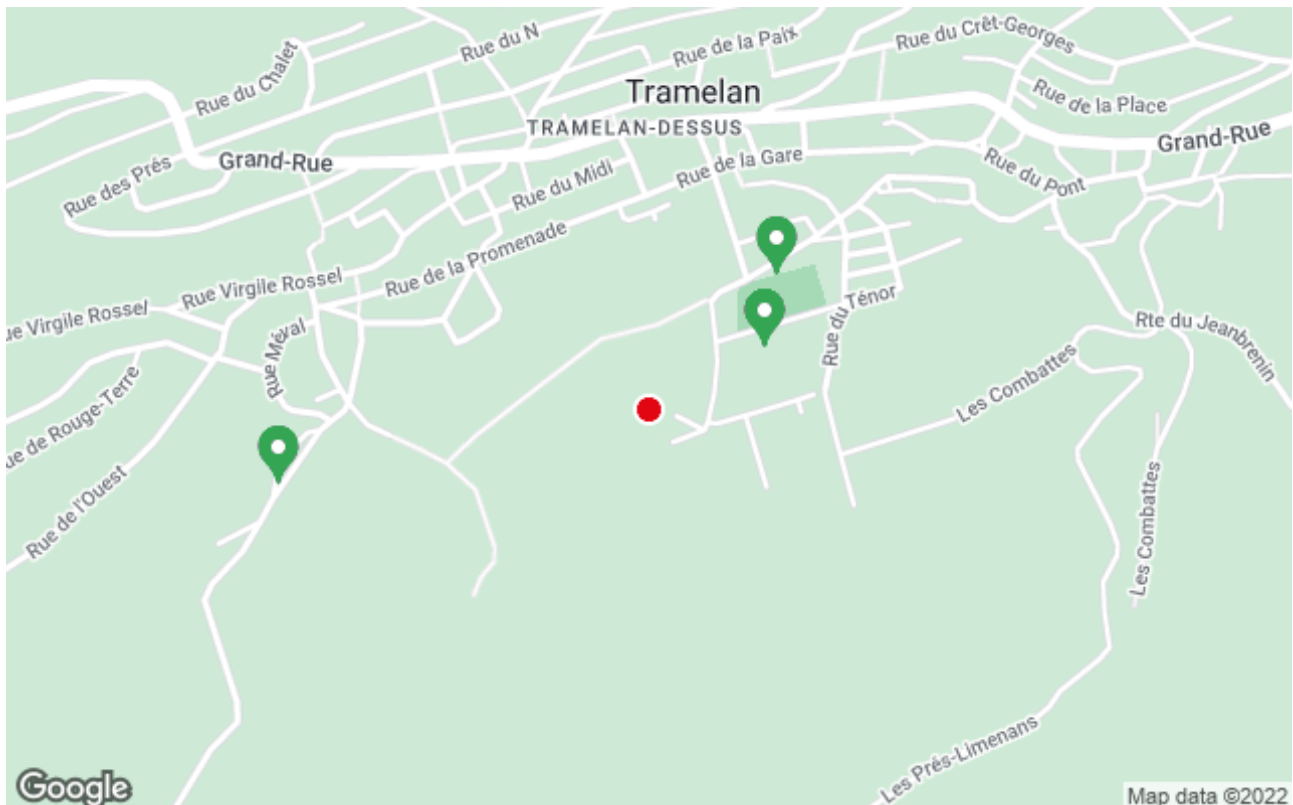 Rue du N
Rue de la Paix
Rue du Crêt-Georges
Rue du Chalet
Tramelan
Rue de la Place
TRAMELAN-DESSUS
Grand-Rue
Grand-Rue
Rue des Prés
Rue du Midi
Rue de la Gare
Rue du Pont
Rue de la Promenade
Rue Virgile Rossel
ue Virgile Rossel
Rue du Ténor
Rte du Jeanbrenin
Rue Méval
ue de Rouge-Terre
Les Combattes
Rue de l'Ouest
Les Combattes
Les Prés-Limenans
Google
Map data ©2022